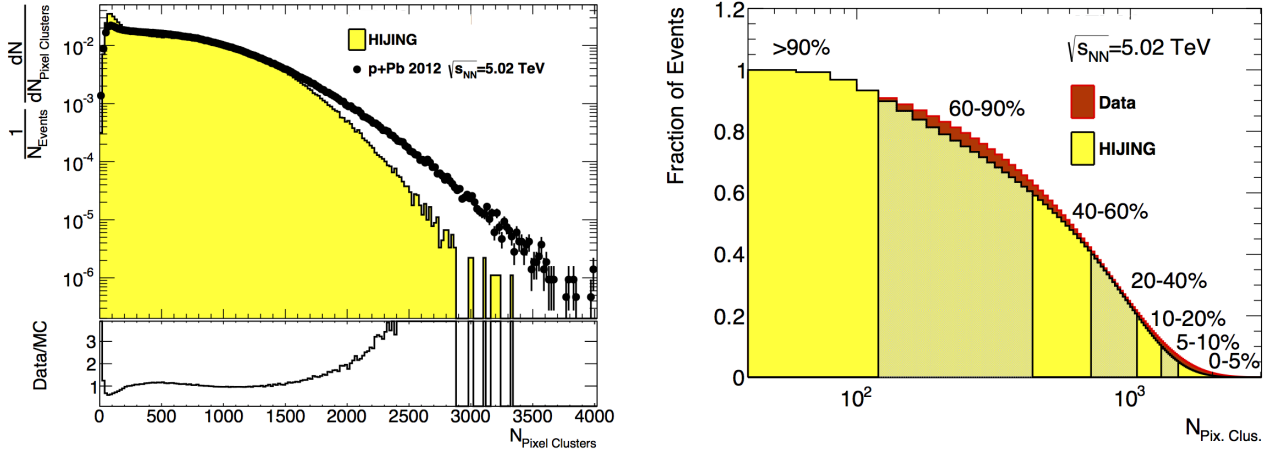 1
N_Events
dN
dN_Pixel Clusters
10^-2
10^-3
10^-4
10^-5
10^-6
HIJING
p+Pb 2012 √s_NN=5.02 TeV
Data/MC
3
2
1
0 500 1000 1500 2000 2500 3000 3500 4000
N_Pixel Clusters
Fraction of Events
1.2
1
0.8
0.6
0.4
0.2
0
>90%
60-90%
40-60%
20-40%
10-20%
5-10%
0-5%
√s_NN=5.02 TeV
Data
HIJING
10^2 10^3
N_Pix. Clus.